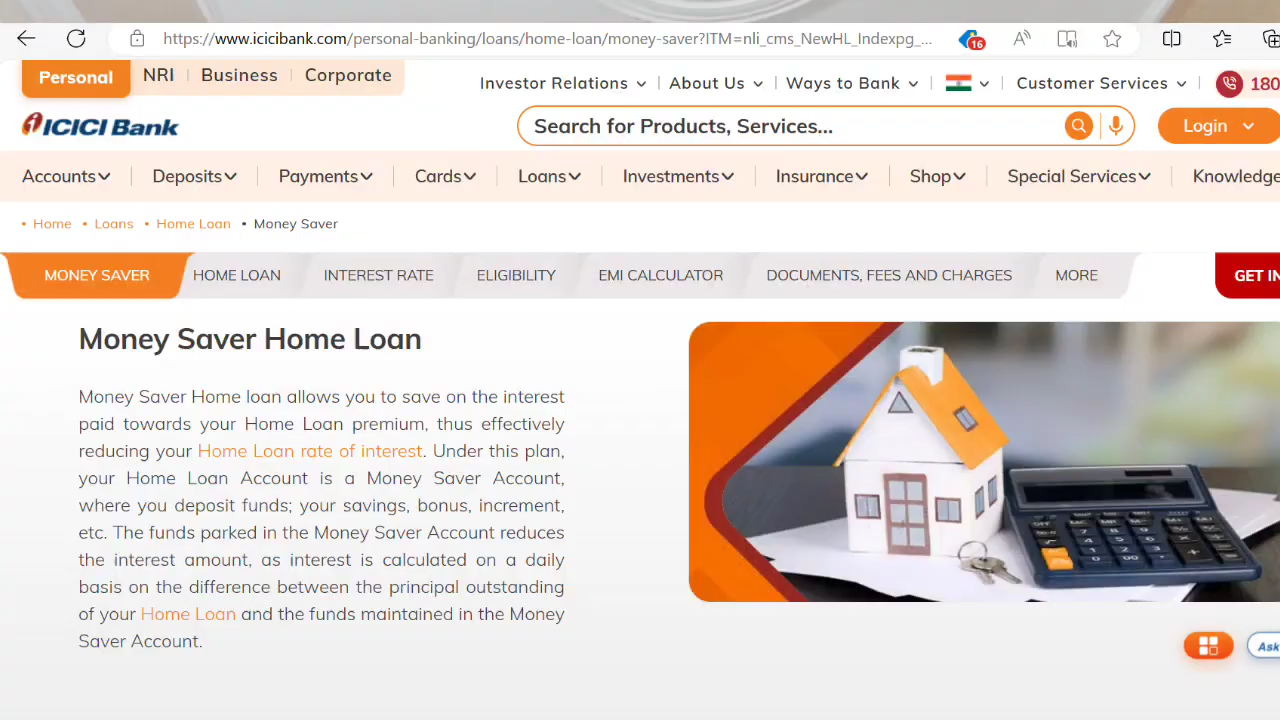 https://www.icicibank.com/personal-banking/loans/home-loan/money-saver?ITM=nli_cms_NewHL_Indexpg_...
16
Personal
NRI
Business
Corporate
Investor Relations
About Us
Ways to Bank
Customer Services
180
ICICI Bank
Search for Products, Services...
Login
Accounts
Deposits
Payments
Cards
Loans
Investments
Insurance
Shop
Special Services
Knowledge
• Home • Loans • Home Loan • Money Saver
MONEY SAVER
HOME LOAN
INTEREST RATE
ELIGIBILITY
EMI CALCULATOR
DOCUMENTS, FEES AND CHARGES
MORE
GET IN
Money Saver Home Loan
Money Saver Home loan allows you to save on the interest
paid towards your Home Loan premium, thus effectively
reducing your Home Loan rate of interest. Under this plan,
your Home Loan Account is a Money Saver Account,
where you deposit funds; your savings, bonus, increment,
etc. The funds parked in the Money Saver Account reduces
the interest amount, as interest is calculated on a daily
basis on the difference between the principal outstanding
of your Home Loan and the funds maintained in the Money
Saver Account.
Ask